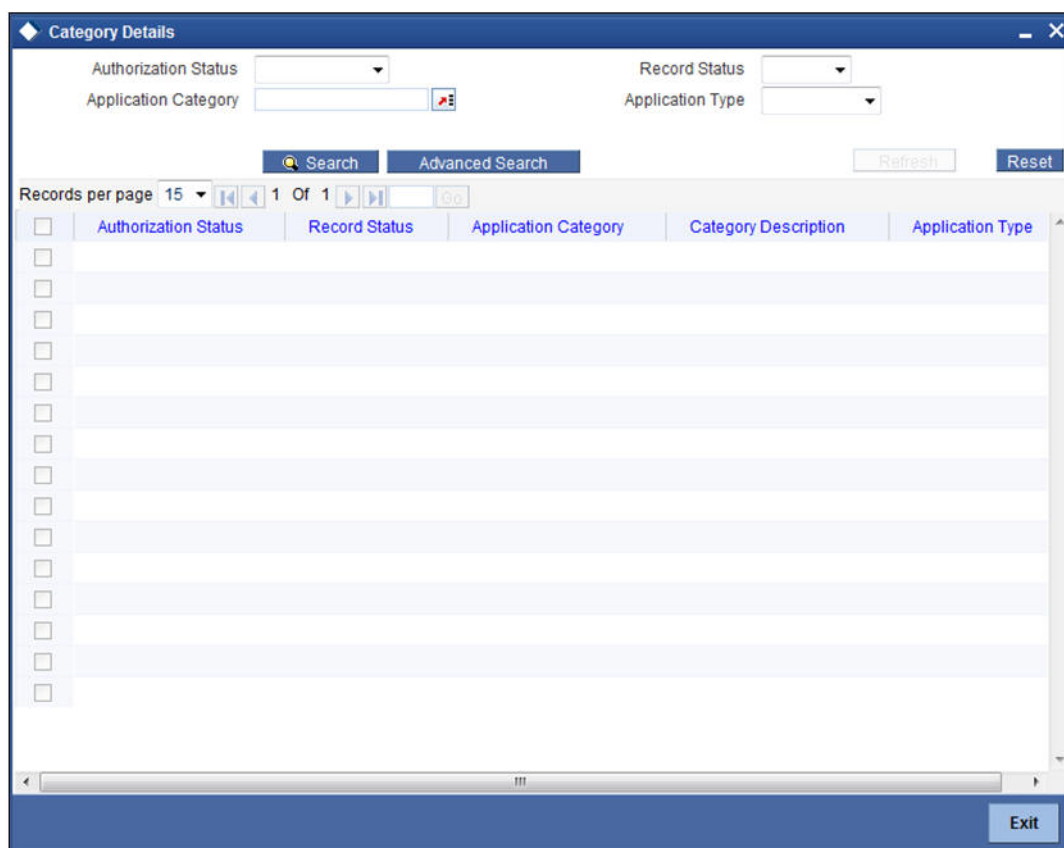 Category Details
Authorization Status
Record Status
Application Category
Application Type
Search
Advanced Search
Refresh
Reset
Records per page 15 1 Of 1 Go
Authorization Status Record Status Application Category Category Description Application Type
Exit